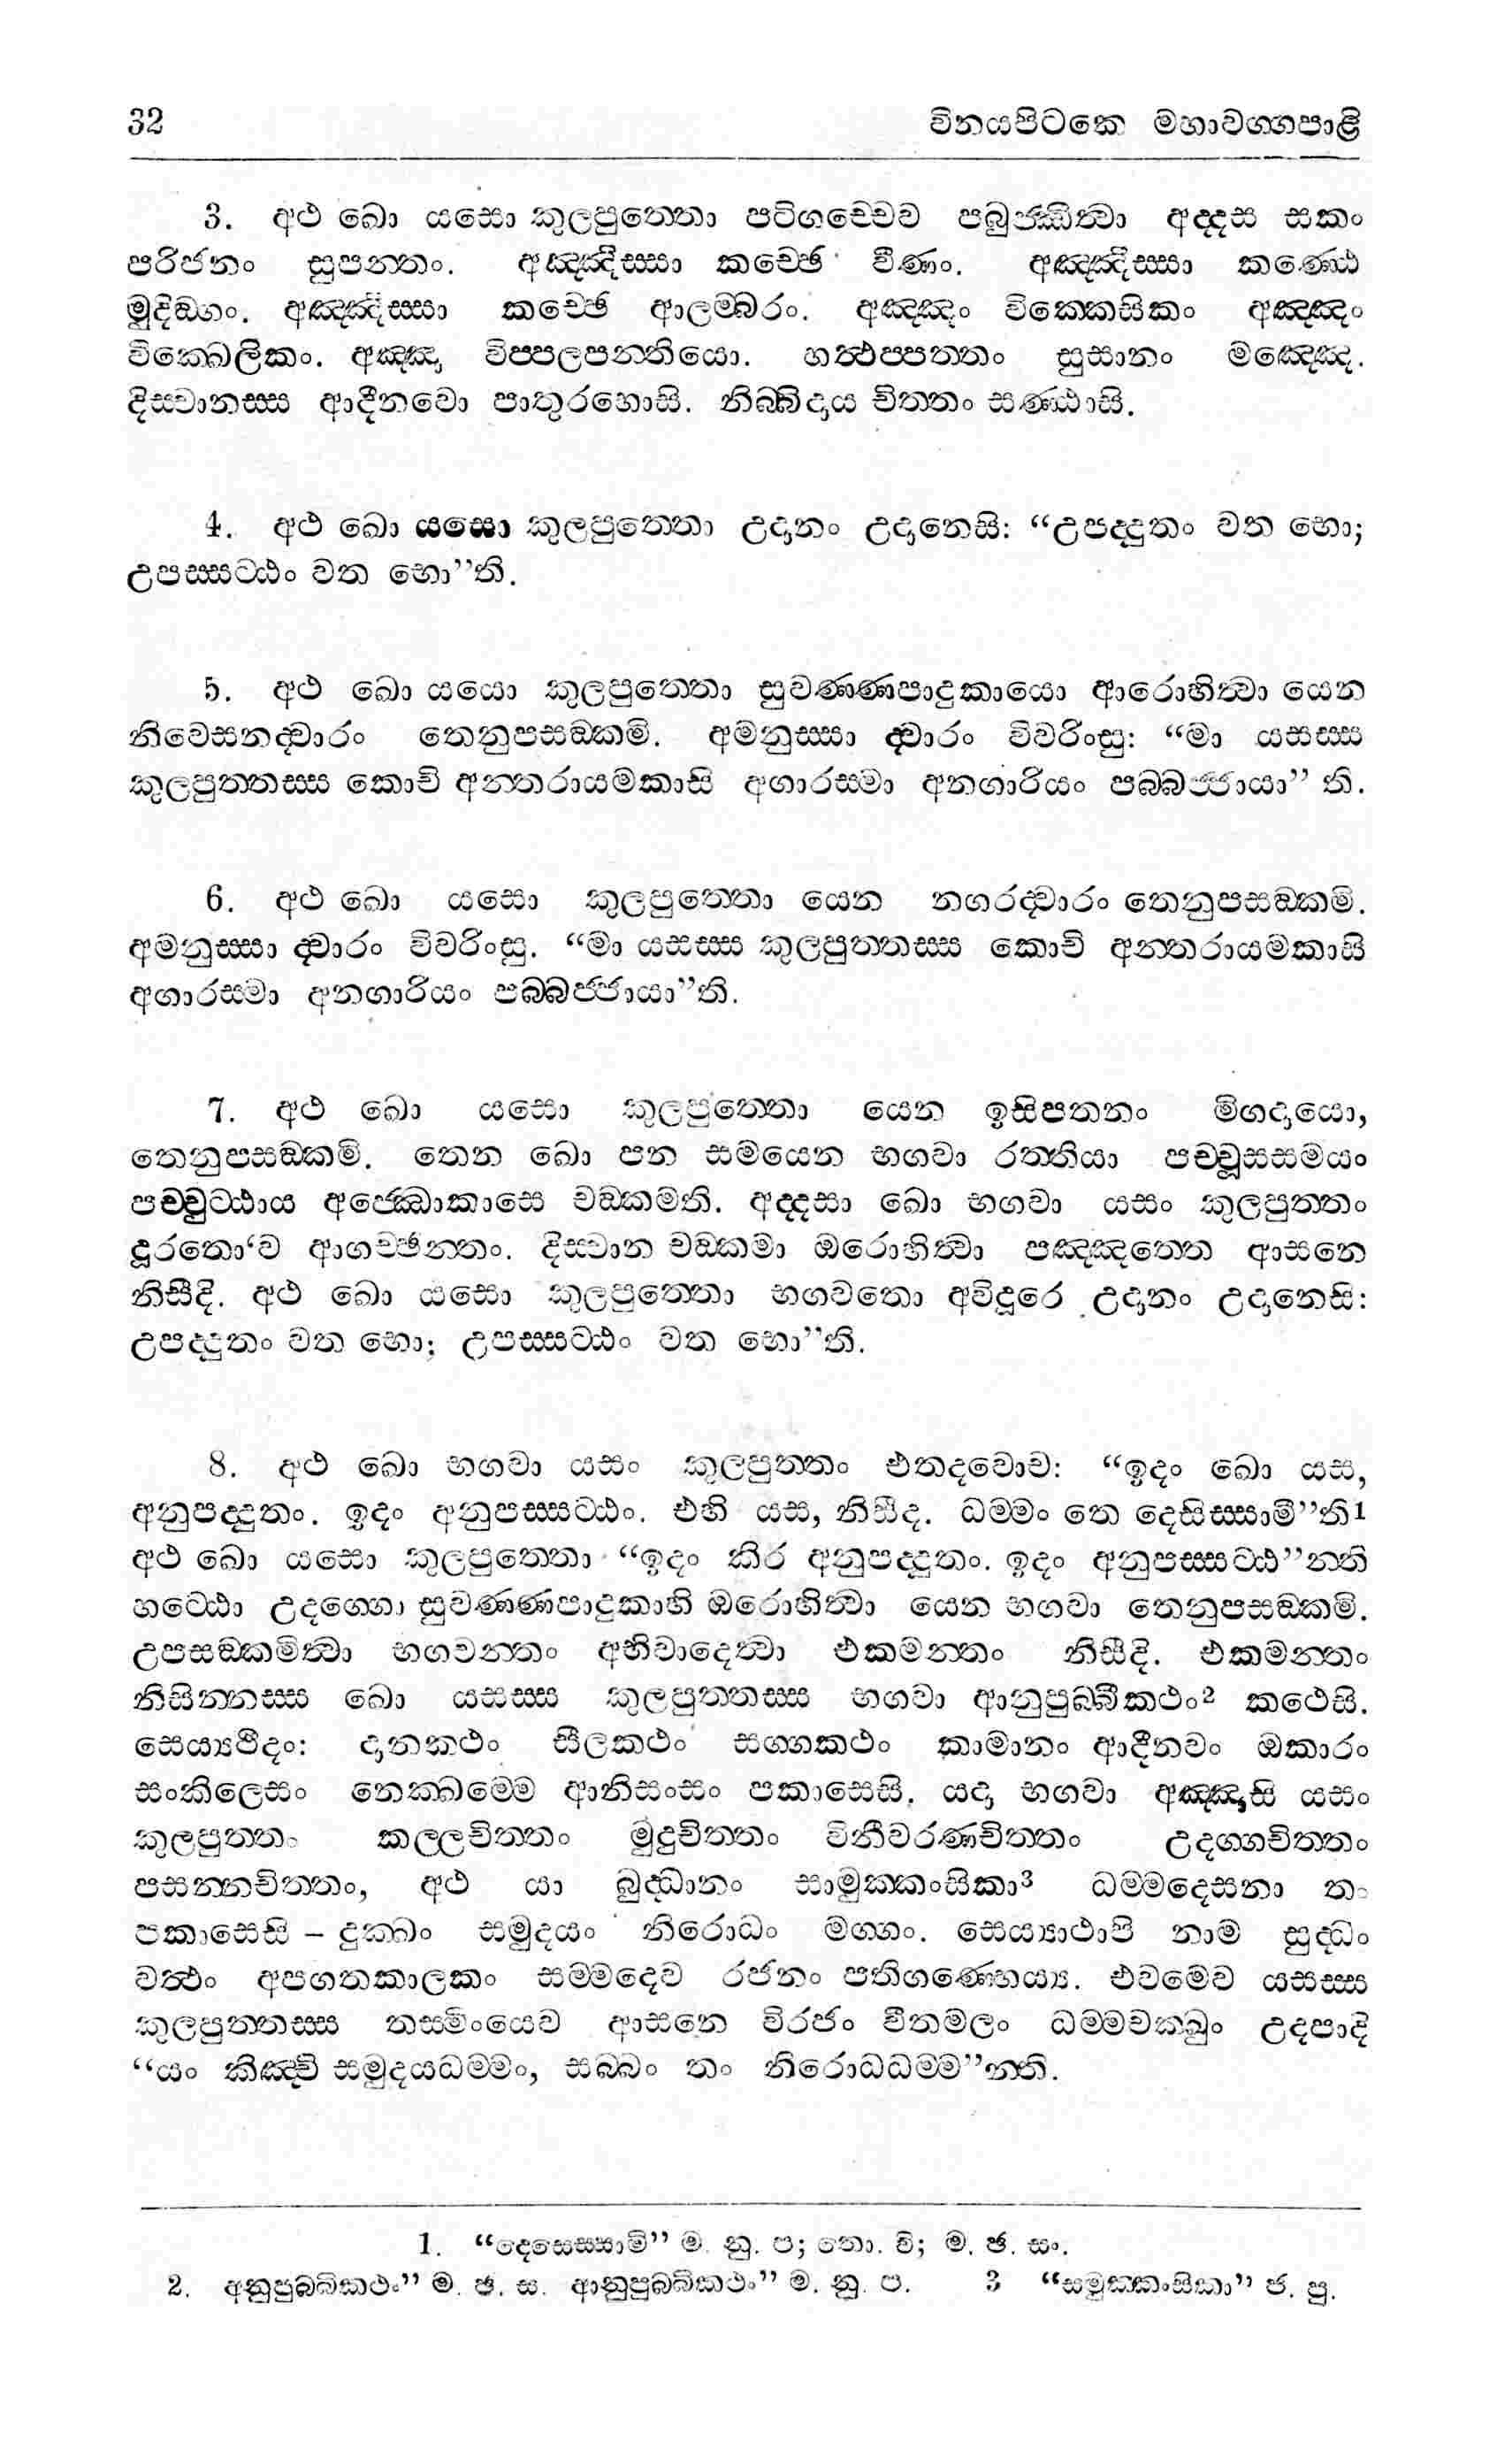 32 විනයපිටකෙ මහාවග්ගපාළි
3. අථ ඛො යසො කුලපුත්තො පටිගච්චෙව පබුජ්ඣිත්වා අද්දස සකං
පරිජනං සුපන්තං. අඤ්ඤිස්සා කච්ඡෙ වීණං. අඤ්ඤිස්සා කණ්ඨෙ
මුදිඞ්ගං. අඤ්ඤිස්සා කච්ඡෙ ආලම්බරං. අඤ්ඤං විකෙසිකං අඤ්ඤං
වික්ඛෙලිකං. අඤ්ඤා විප්පලපන්තියො. හත්ථප්පත්තං සුසානං මඤ්ඤෙ.
දිස්වානස්ස ආදීනවො පාතුරහොසි. නිබ්බිදාය චිත්තං සණ්ඨාසි.
4. අථ ඛො යසො කුලපුත්තො උදානං උදානෙසි: “උපද්දුතං වත භො;
උපස්සට්ඨං වත භො”ති.
5. අථ ඛො යයො කුලපුත්තො සුවණ්ණපාදුකායො ආරොහිත්වා යෙන
නිවෙසනද්වාරං තෙනුපසඞ්කමි. අමනුස්සා ද්වාරං විවරිංසු: “මා යසස්ස
කුලපුත්තස්ස කොචි අන්තරායමකාසි අගාරස්මා අනගාරියං පබ්බජ්ජායා” ති.
6. අථ ඛො යසො කුලපුත්තො යෙන නගරද්වාරං තෙනුපසඞ්කමි.
අමනුස්සා ද්වාරං විවරිංසු. “මා යසස්ස කුලපුත්තස්ස කොචි අන්තරායමකාසි
අගාරස්මා අනගාරියං පබ්බජ්ජායා”ති.
7. අථ ඛො යසො කුලපුත්තො යෙන ඉසිපතනං මිගදායො,
තෙනුපසඞ්කමි. තෙන ඛො පන සමයෙන භගවා රත්තියා පච්චූසසමයං
පච්චුට්ඨාය අජ්ඣොකාසෙ චඞ්කමති. අද්දසා ඛො භගවා යසං කුලපුත්තං
දූරතො‘ව ආගච්ඡන්තං. දිස්වාන චඞ්කමා ඔරොහිත්වා පඤ්ඤත්තෙ ආසනෙ
නිසීදි. අථ ඛො යසො කුලපුත්තො භගවතො අවිදූරෙ උදානං උදානෙසි:
උපද්දුතං වත භො; උපස්සට්ඨං වත භො”ති.
8. අථ ඛො භගවා යසං කුලපුත්තං එතදවොච: “ඉදං ඛො යස,
අනුපද්දුතං. ඉදං අනුපස්සට්ඨං. එහි යස, නිසීද. ධම්මං තෙ දෙසිස්සාමී”ති1
අථ ඛො යසො කුලපුත්තො “ඉදං කිර අනුපද්දුතං. ඉදං අනුපස්සට්ඨ”න්ති
හට්ඨො උදග්ගො සුවණ්ණපාදුකාහි ඔරොහිත්වා යෙන භගවා තෙනුපසඞ්කමි.
උපසඞ්කමිත්වා භගවන්තං අභිවාදෙත්වා එකමන්තං නිසීදි. එකමන්තං
නිසින්නස්ස ඛො යසස්ස කුලපුත්තස්ස භගවා ආනුපුබ්බීකථං2 කථෙසි.
සෙය්‍යථීදං: දානකථං සීලකථං සග්ගකථං කාමානං ආදීනවං ඔකාරං
සංකිලෙසං නෙක්ඛම්මෙ ආනිසංසං පකාසෙසි. යදා භගවා අඤ්ඤාසි යසං
කුලපුත්තං කල්ලචිත්තං මුදුචිත්තං විනීවරණචිත්තං උදග්ගචිත්තං
පසන්නචිත්තං, අථ යා බුද්ධානං සාමුක්කංසිකා3 ධම්මදෙසනා තං
පකාසෙසි – දුක්ඛං සමුදයං නිරොධං මග්ගං. සෙය්‍යථාපි නාම සුද්ධං
වත්ථං අපගතකාලකං සම්මදෙව රජනං පතිගණ්හෙය්‍ය. එවමෙව යසස්ස
කුලපුත්තස්ස තස්මිංයෙව ආසනෙ විරජං වීතමලං ධම්මචක්ඛුං උදපාදි
“යං කිඤ්චි සමුදයධම්මං, සබ්බං තං නිරොධධම්ම”න්ති.
1. “දෙසෙස්සාමි” ම. නු. ප; තො. වි; ම. ඡ. සං.
2. අනුපුබ්බිකථං” ම. ඡ. ස. ආනුපුබ්බිකථං” ම. නු. ප. 3 “සමුක්කංසිකා” ජ. පු.